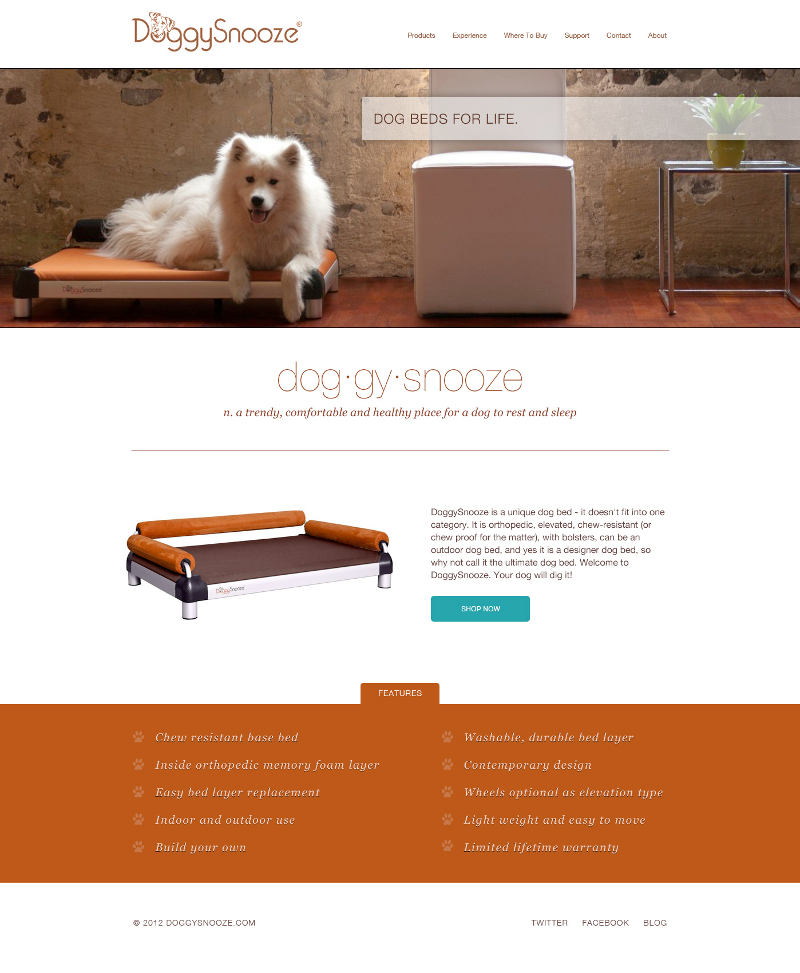 DoggySnooze®
Products Experience Where To Buy Support Contact About
DOG BEDS FOR LIFE.
DoggySnooze
dog·gy·snooze
n. a trendy, comfortable and healthy place for a dog to rest and sleep
DoggySnooze is a unique dog bed - it doesn't fit into one
category. It is orthopedic, elevated, chew-resistant (or
chew proof for the matter), with bolsters, can be an
outdoor dog bed, and yes it is a designer dog bed, so
why not call it the ultimate dog bed. Welcome to
DoggySnooze. Your dog will dig it!
DoggySnooze
SHOP NOW
FEATURES
Chew resistant base bed
Inside orthopedic memory foam layer
Easy bed layer replacement
Indoor and outdoor use
Build your own
Washable, durable bed layer
Contemporary design
Wheels optional as elevation type
Light weight and easy to move
Limited lifetime warranty
© 2012 DOGGYSNOOZE.COM
TWITTER FACEBOOK BLOG